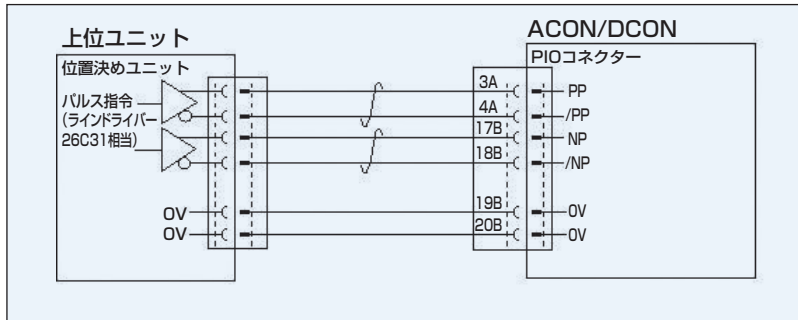 上位ユニット
位置決めユニット
パルス指令
(ラインドライバー
26C31相当)
0V
0V
ACON/DCON
PIOコネクター
3A
PP
4A
/PP
17B
NP
18B
/NP
19B
0V
20B
0V